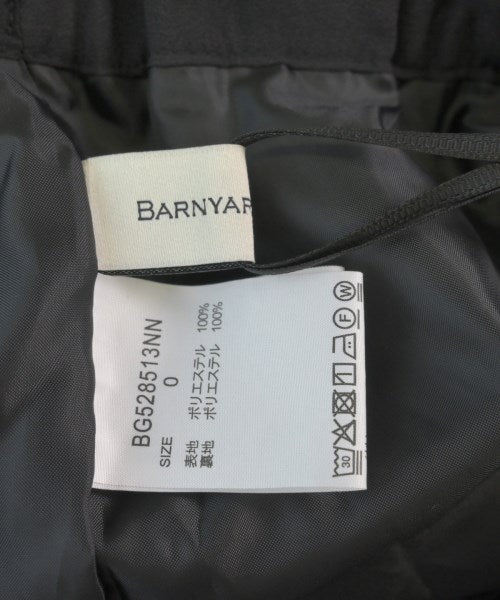 BARNYAR
BG528513NN
0
SIZE
表地 ポリエステル 100%
裏地 ポリエステル 100%
30
F
W